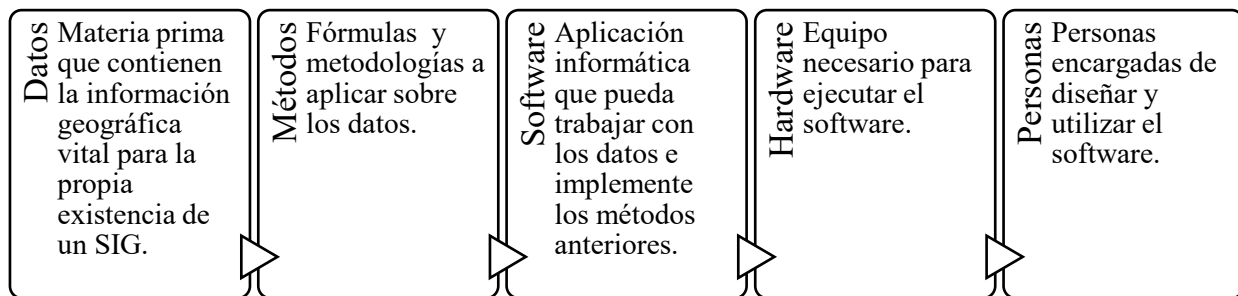 Datos
Materia prima
que contienen
la información
geográfica
vital para la
propia
existencia de
un SIG.
Métodos
Fórmulas y
metodologías a
aplicar sobre
los datos.
Software
Aplicación
informática
que pueda
trabajar con
los datos e
implemente
los métodos
anteriores.
Hardware
Equipo
necesario para
ejecutar el
software.
Personas
Personas
encargadas de
diseñar y
utilizar el
software.